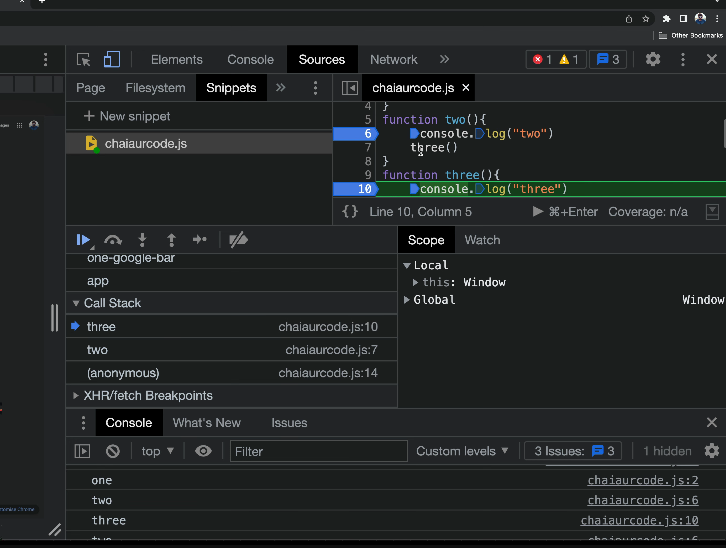 Other Bookmarks
Elements Console Sources Network » 1 1 3
Page Filesystem Snippets » chaiaurcode.js ×
+ New snippet
chaiaurcode.js
4 }
5 function two(){
6 console.log("two")
7 three()
8 }
9 function three(){
10 console.log("three")
{} Line 10, Column 5 ⌘+Enter Coverage: n/a
one-google-bar
app
Call Stack
three chaiaurcode.js:10
two chaiaurcode.js:7
(anonymous) chaiaurcode.js:14
XHR/fetch Breakpoints
Scope Watch
Local
this: Window
Global Window
Console What's New Issues
top Filter Custom levels 3 Issues: 3 1 hidden
one chaiaurcode.js:2
two chaiaurcode.js:6
three chaiaurcode.js:10
two chaiaurcode.js:6